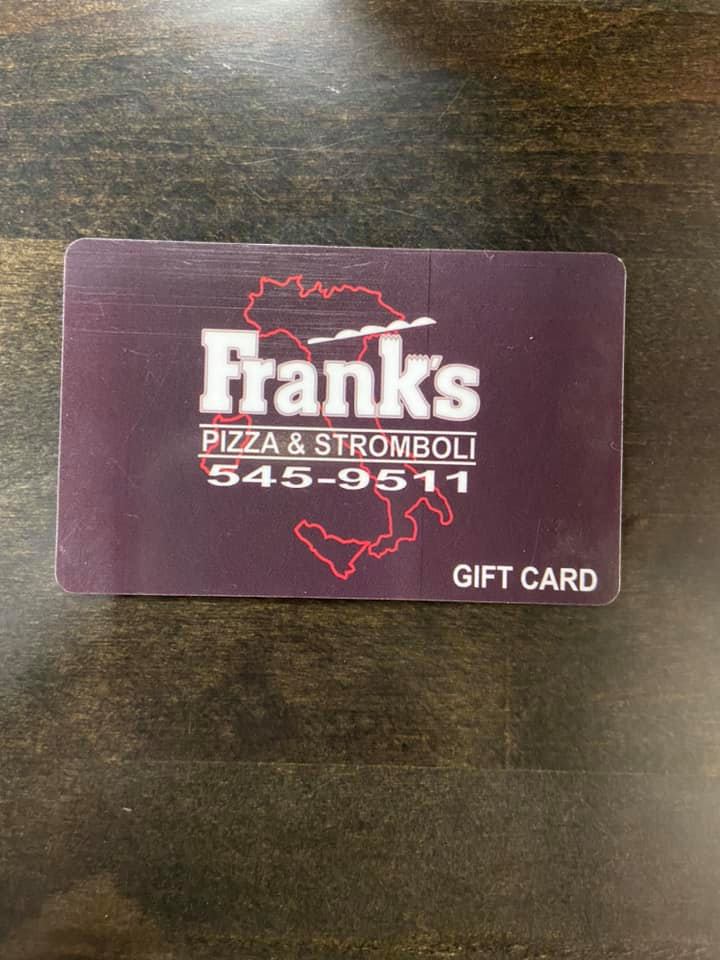 Frank's
PIZZA & STROMBOLI
545-9511
GIFT CARD